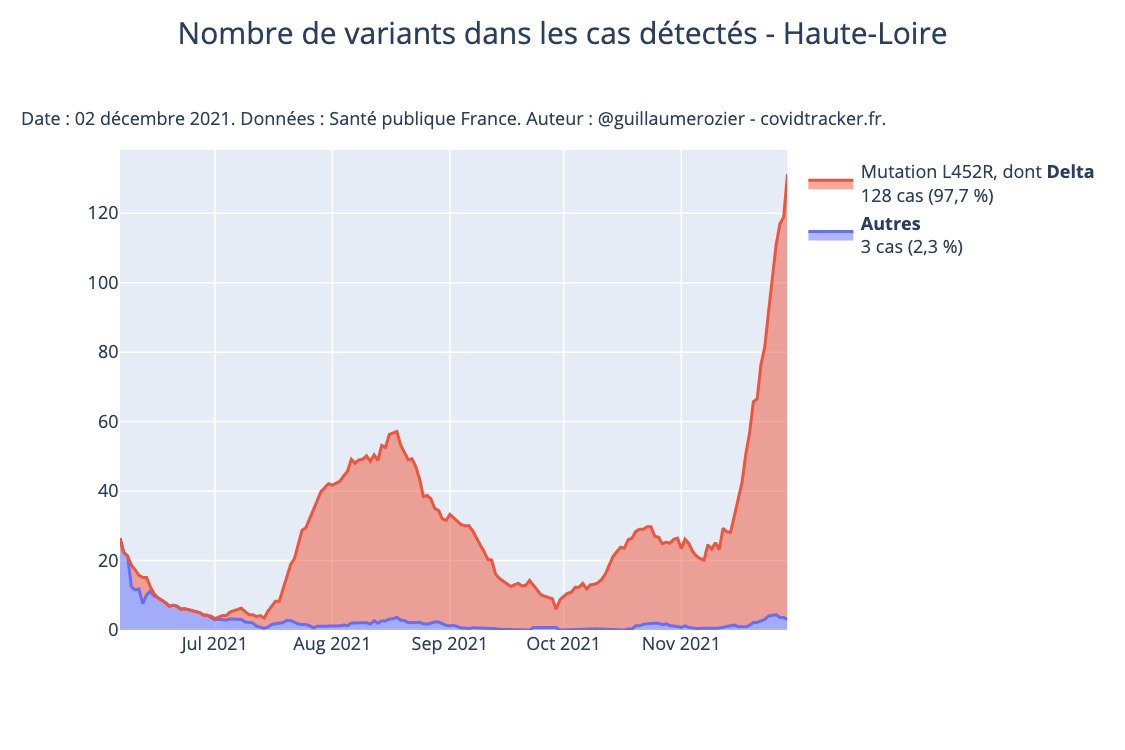 Nombre de variants dans les cas détectés - Haute-Loire
Date : 02 décembre 2021. Données : Santé publique France. Auteur : @guillaumerozier - covidtracker.fr.
Mutation L452R, dont Delta
128 cas (97,7 %)
Autres
3 cas (2,3 %)
120
100
80
60
40
20
0
Jul 2021 Aug 2021 Sep 2021 Oct 2021 Nov 2021